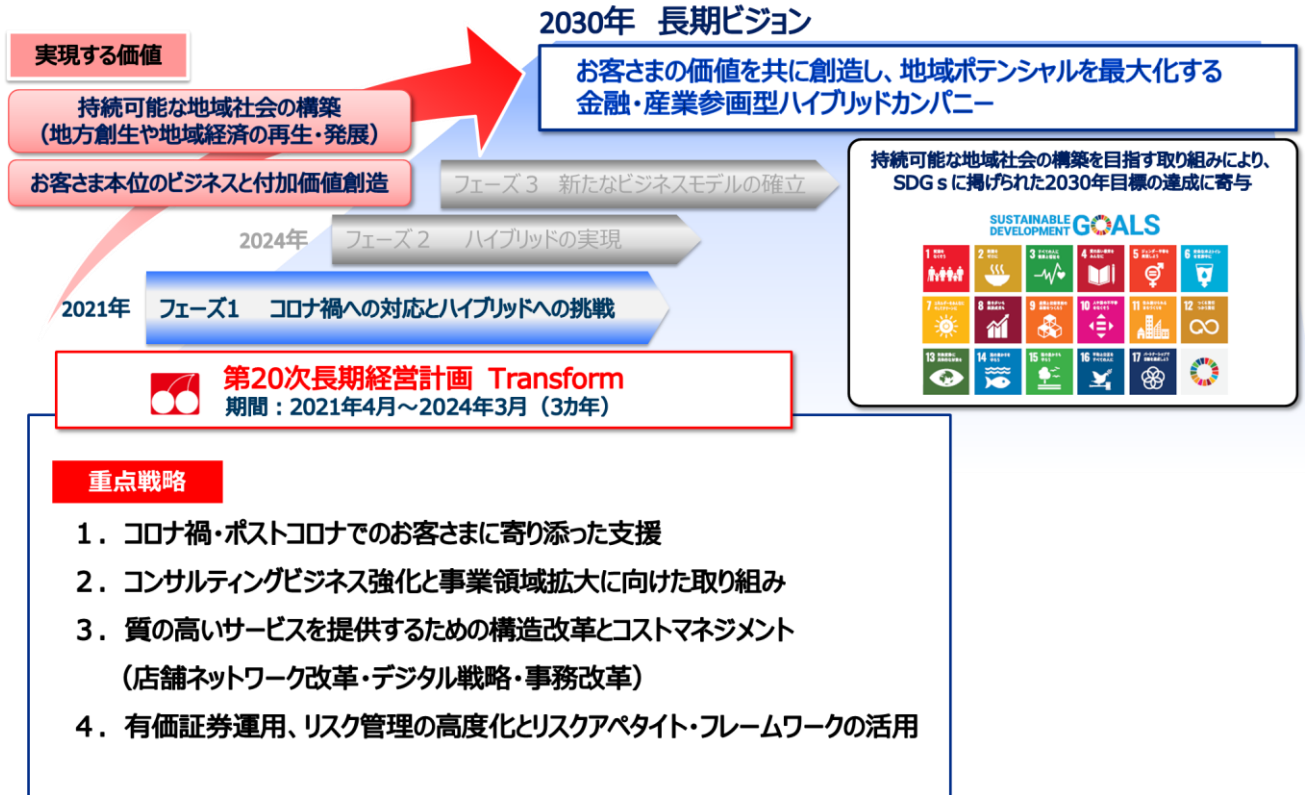 2030年 長期ビジョン
実現する価値
お客さまの価値を共に創造し、地域ポテンシャルを最大化する
金融・産業参画型ハイブリッドカンパニー
持続可能な地域社会の構築
（地方創生や地域経済の再生・発展）
お客さま本位のビジネスと付加価値創造
フェーズ３ 新たなビジネスモデルの確立
2024年 フェーズ２ ハイブリッドの実現
2021年 フェーズ1 コロナ禍への対応とハイブリッドへの挑戦
持続可能な地域社会の構築を目指す取り組みにより、
SDGｓに掲げられた2030年目標の達成に寄与
SUSTAINABLE
DEVELOPMENT GOALS
1
2
3
4
5
6
7
8
9
10
11
12
13
14
15
16
17
第20次長期経営計画 Transform
期間：2021年4月～2024年3月（3カ年）
重点戦略
１．コロナ禍・ポストコロナでのお客さまに寄り添った支援
２．コンサルティングビジネス強化と事業領域拡大に向けた取り組み
３．質の高いサービスを提供するための構造改革とコストマネジメント
（店舗ネットワーク改革・デジタル戦略・事務改革）
４．有価証券運用、リスク管理の高度化とリスクアペタイト・フレームワークの活用